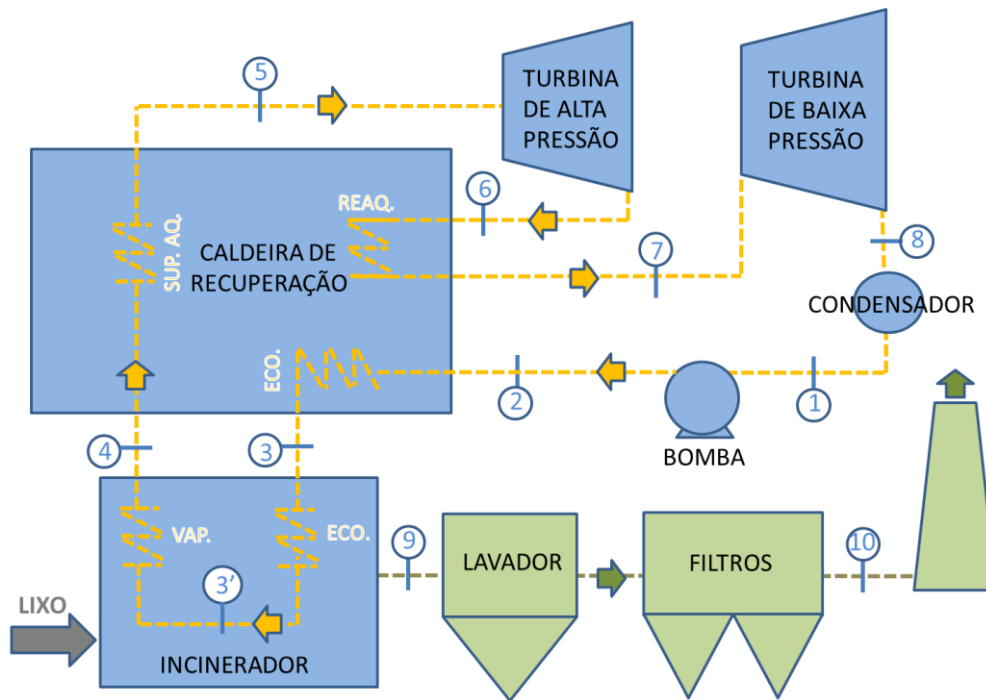 5
TURBINA
DE ALTA
PRESSÃO
TURBINA
DE BAIXA
PRESSÃO
6
REAQ.
SUP. AQ.
CALDEIRA DE
RECUPERAÇÃO
7
8
CONDENSADOR
ECO.
2
1
BOMBA
4
3
VAP.
ECO.
9
LAVADOR
FILTROS
10
3’
LIXO
INCINERADOR